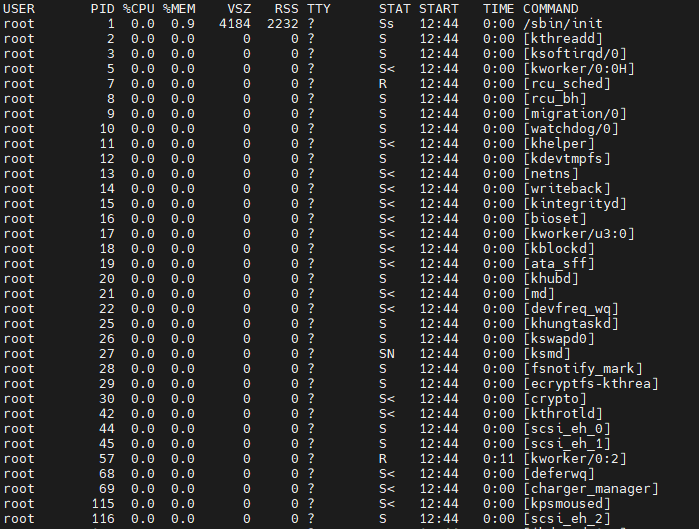 USER PID %CPU %MEM VSZ RSS TTY STAT START TIME COMMAND
root 1 0.0 0.9 4184 2232 ? Ss 12:44 0:00 /sbin/init
root 2 0.0 0.0 0 0 ? S 12:44 0:00 [kthreadd]
root 3 0.0 0.0 0 0 ? S 12:44 0:00 [ksoftirqd/0]
root 5 0.0 0.0 0 0 ? S< 12:44 0:00 [kworker/0:0H]
root 7 0.0 0.0 0 0 ? R 12:44 0:00 [rcu_sched]
root 8 0.0 0.0 0 0 ? S 12:44 0:00 [rcu_bh]
root 9 0.0 0.0 0 0 ? S 12:44 0:00 [migration/0]
root 10 0.0 0.0 0 0 ? S 12:44 0:00 [watchdog/0]
root 11 0.0 0.0 0 0 ? S< 12:44 0:00 [khelper]
root 12 0.0 0.0 0 0 ? S 12:44 0:00 [kdevtmpfs]
root 13 0.0 0.0 0 0 ? S< 12:44 0:00 [netns]
root 14 0.0 0.0 0 0 ? S< 12:44 0:00 [writeback]
root 15 0.0 0.0 0 0 ? S< 12:44 0:00 [kintegrityd]
root 16 0.0 0.0 0 0 ? S< 12:44 0:00 [bioset]
root 17 0.0 0.0 0 0 ? S< 12:44 0:00 [kworker/u3:0]
root 18 0.0 0.0 0 0 ? S< 12:44 0:00 [kblockd]
root 19 0.0 0.0 0 0 ? S< 12:44 0:00 [ata_sff]
root 20 0.0 0.0 0 0 ? S 12:44 0:00 [khubd]
root 21 0.0 0.0 0 0 ? S< 12:44 0:00 [md]
root 22 0.0 0.0 0 0 ? S< 12:44 0:00 [devfreq_wq]
root 25 0.0 0.0 0 0 ? S 12:44 0:00 [khungtaskd]
root 26 0.0 0.0 0 0 ? S 12:44 0:00 [kswapd0]
root 27 0.0 0.0 0 0 ? SN 12:44 0:00 [ksmd]
root 28 0.0 0.0 0 0 ? S 12:44 0:00 [fsnotify_mark]
root 29 0.0 0.0 0 0 ? S 12:44 0:00 [ecryptfs-kthrea]
root 30 0.0 0.0 0 0 ? S< 12:44 0:00 [crypto]
root 42 0.0 0.0 0 0 ? S< 12:44 0:00 [kthrotld]
root 44 0.0 0.0 0 0 ? S 12:44 0:00 [scsi_eh_0]
root 45 0.0 0.0 0 0 ? S 12:44 0:00 [scsi_eh_1]
root 57 0.0 0.0 0 0 ? R 12:44 0:11 [kworker/0:2]
root 68 0.0 0.0 0 0 ? S< 12:44 0:00 [deferwq]
root 69 0.0 0.0 0 0 ? S< 12:44 0:00 [charger_manager]
root 115 0.0 0.0 0 0 ? S< 12:44 0:00 [kpsmoused]
root 116 0.0 0.0 0 0 ? S 12:44 0:00 [scsi_eh_2]